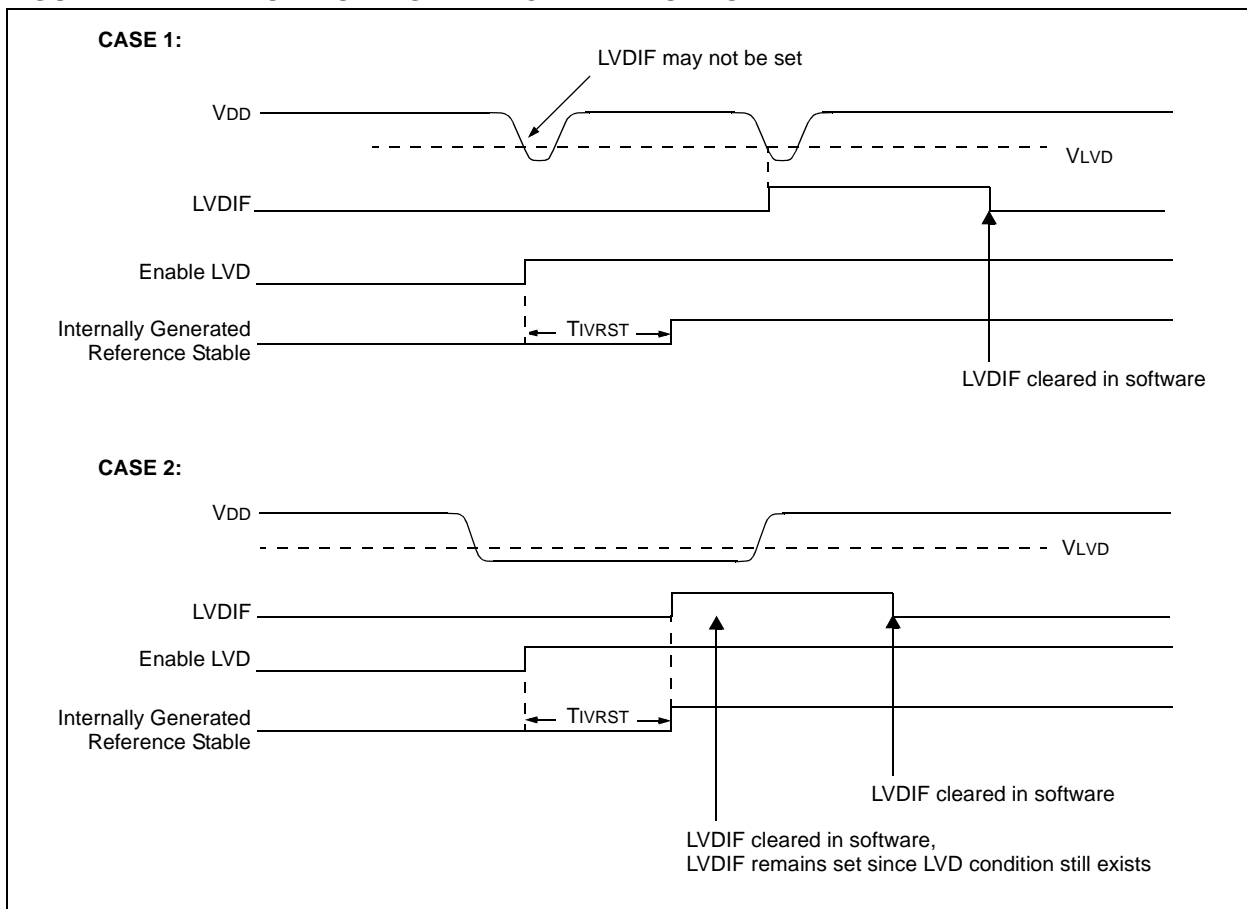 CASE 1:
LVDIF may not be set
VDD
VLVD
LVDIF
Enable LVD
TIVRST
Internally Generated
Reference Stable
LVDIF cleared in software
CASE 2:
VDD
VLVD
LVDIF
Enable LVD
TIVRST
Internally Generated
Reference Stable
LVDIF cleared in software
LVDIF cleared in software,
LVDIF remains set since LVD condition still exists